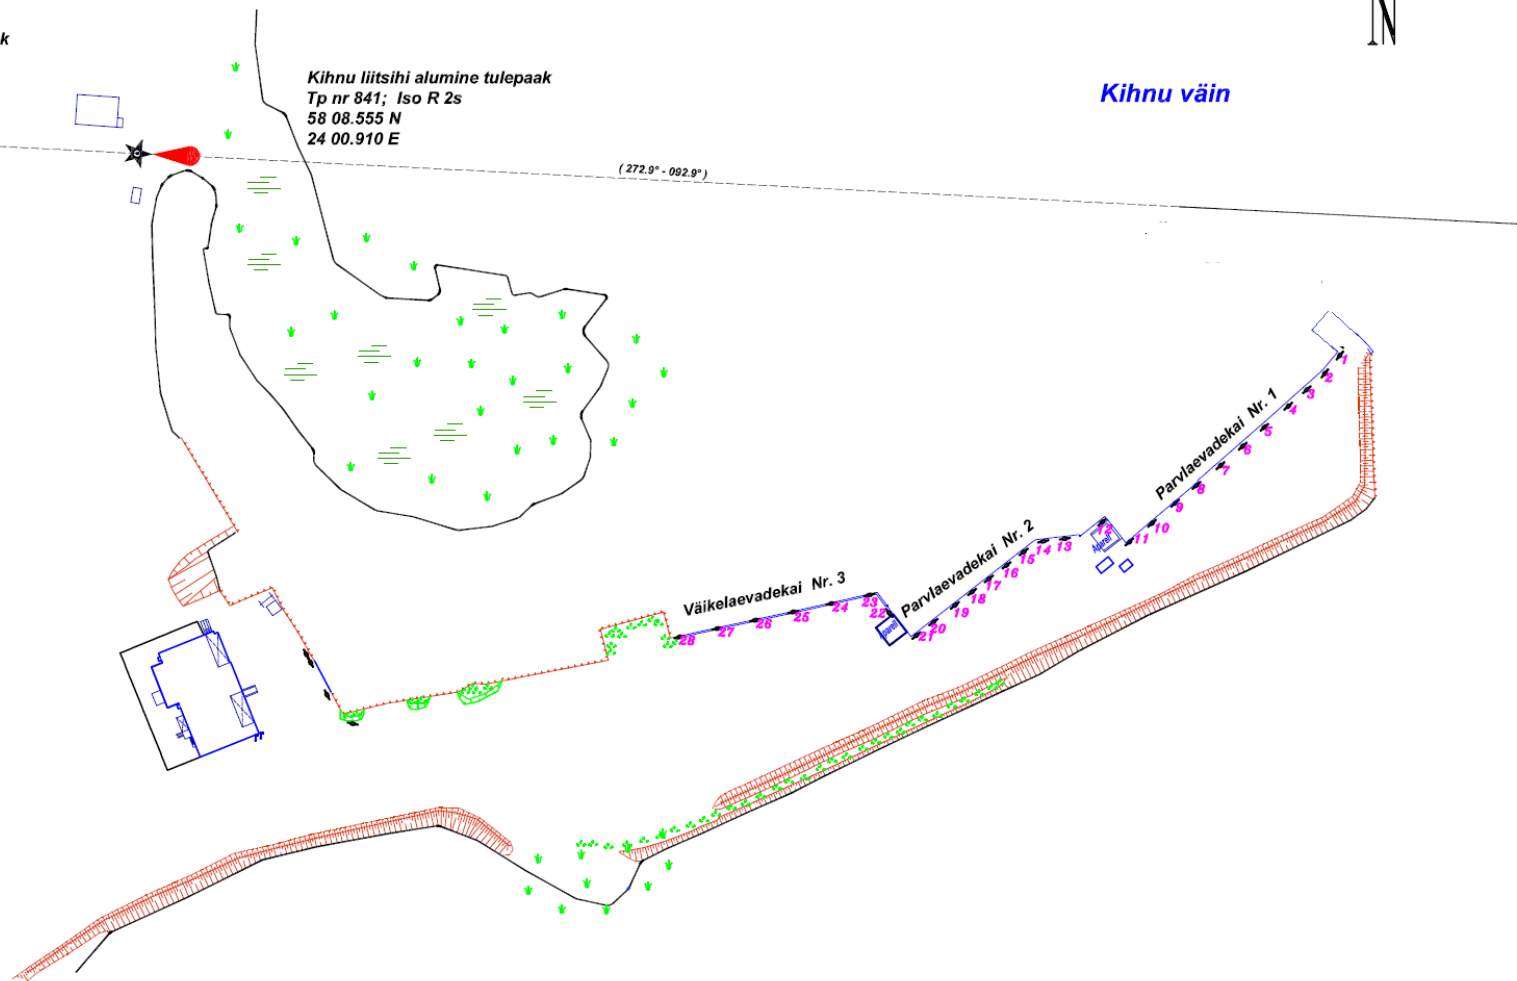 N
k
Kihnu liitsihi alumine tulepaak
Tp nr 841; Iso R 2s
58 08.555 N
24 00.910 E
Kihnu väin
( 272.9° - 092.9° )
Parvlaevadekai Nr. 1
1
2
3
4
5
6
7
8
9
10
11
12
Aparell
Parvlaevadekai Nr. 2
13
14
15
16
17
18
19
20
21
22
Aparell
Väikelaevadekai Nr. 3
23
24
25
26
27
28